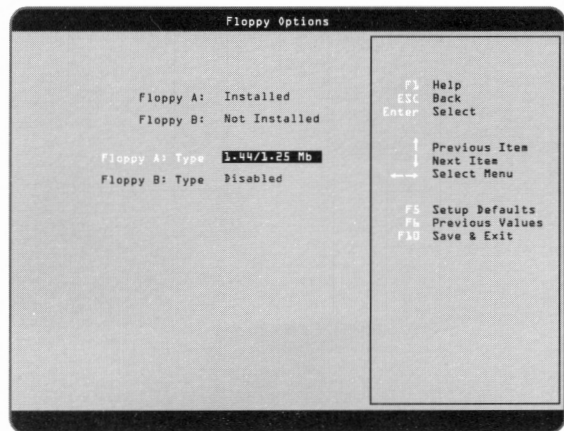 Floppy Options
Floppy A: Installed
Floppy B: Not Installed
Floppy A: Type 1.44/1.25 Mb
Floppy B: Type Disabled
F1 Help
ESC Back
Enter Select
↑ Previous Item
↓ Next Item
←→ Select Menu
F5 Setup Defaults
F6 Previous Values
F10 Save & Exit